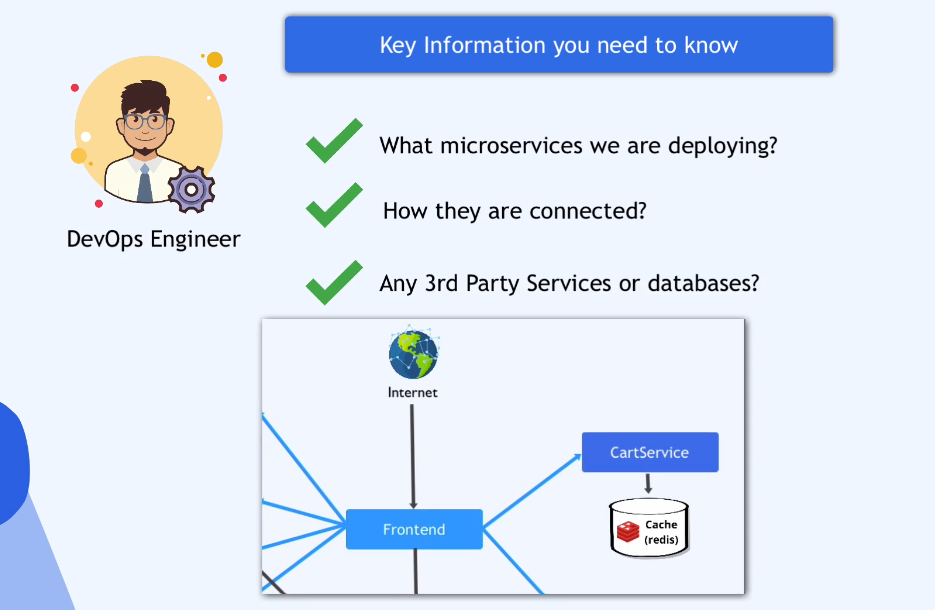 Key Information you need to know
What microservices we are deploying?
How they are connected?
DevOps Engineer
Any 3rd Party Services or databases?
Internet
CartService
Cache
(redis)
Frontend